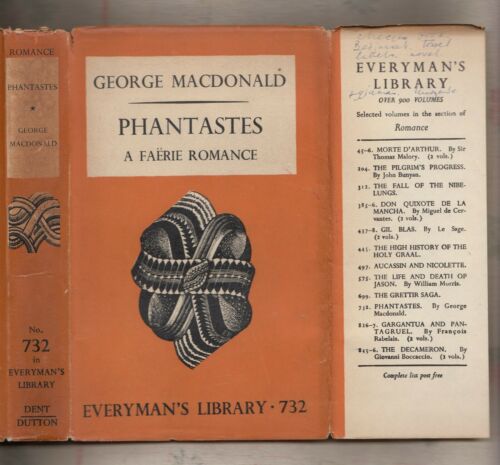 ROMANCE
PHANTASTES
★
GEORGE
MACDONALD
No.
732
in
EVERYMAN'S
LIBRARY
DENT
DUTTON
GEORGE MACDONALD
PHANTASTES
A FAËRIE ROMANCE
EVERYMAN'S LIBRARY · 732
EVERYMAN'S
LIBRARY
OVER 900 VOLUMES
Selected volumes in the section of
Romance
45-6. MORTE D'ARTHUR. By Sir
Thomas Malory. (2 vols.)
204. THE PILGRIM'S PROGRESS.
By John Bunyan.
312. THE FALL OF THE NIBE-
LUNGS.
385-6. DON QUIXOTE DE LA
MANCHA. By Miguel de Cer-
vantes. (2 vols.)
437-8. GIL BLAS. By Le Sage.
(2 vols.)
445. THE HIGH HISTORY OF THE
HOLY GRAAL.
497. AUCASSIN AND NICOLETTE.
575. THE LIFE AND DEATH OF
JASON. By William Morris.
699. THE GRETTIR SAGA.
732. PHANTASTES. By George
Macdonald.
826-7. GARGANTUA AND PAN-
TAGRUEL. By François
Rabelais. (2 vols.)
845-6. THE DECAMERON. By
Giovanni Boccaccio. (2 vols.)
Complete list post free